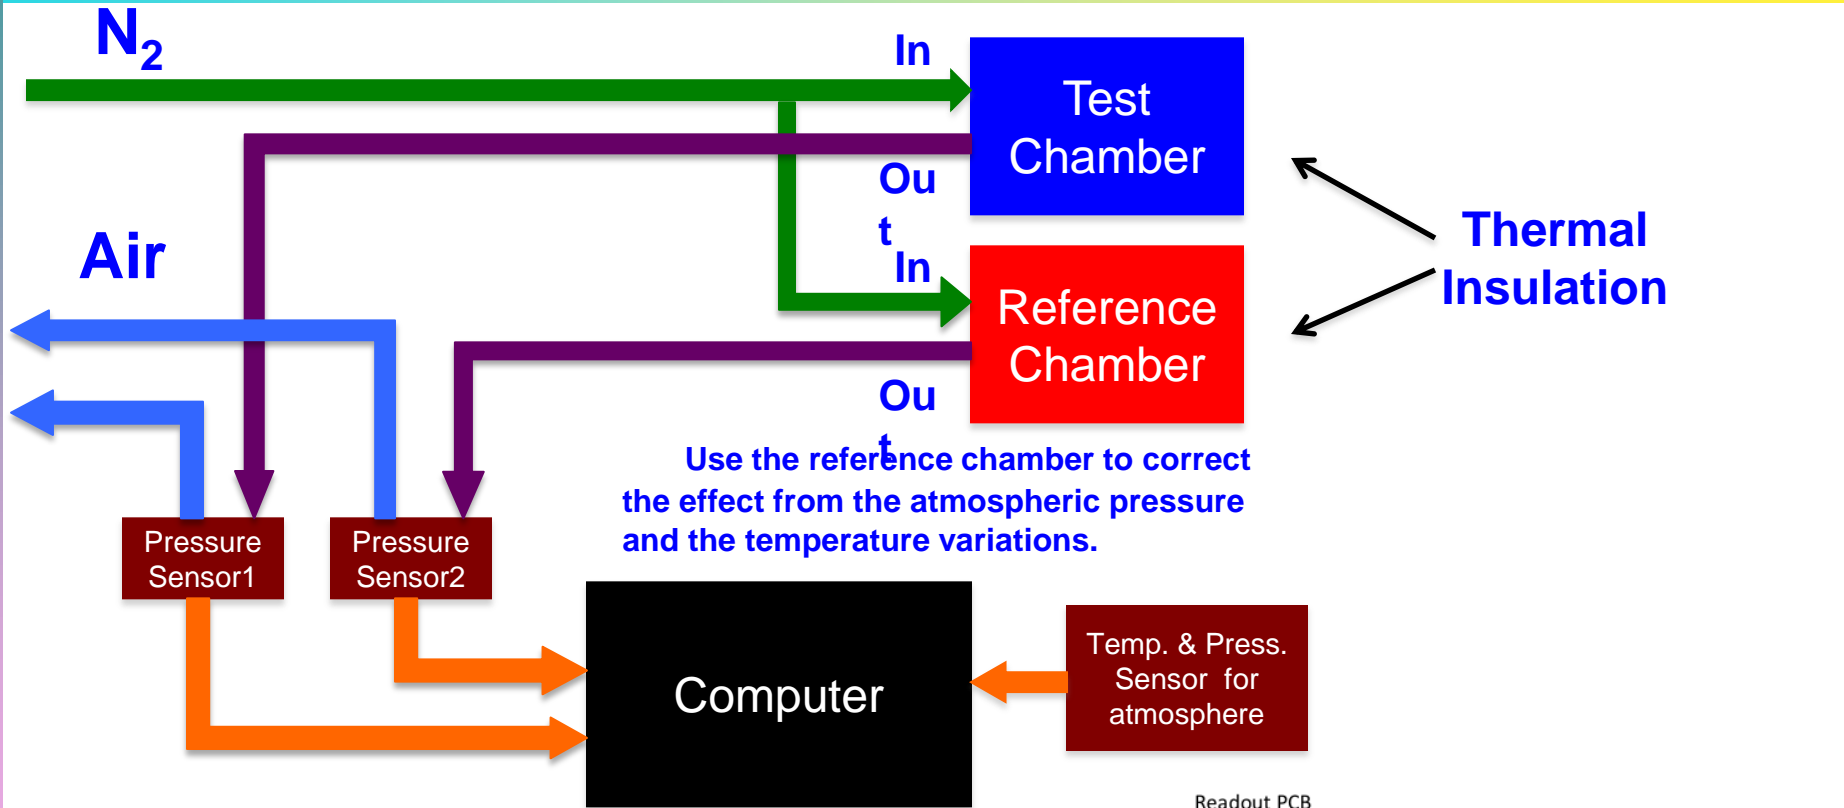 N2
In
Test
Chamber
Ou
t
Thermal
Insulation
Air
In
Reference
Chamber
Ou
t
Use the reference chamber to correct
the effect from the atmospheric pressure
and the temperature variations.
Pressure
Sensor1
Pressure
Sensor2
Computer
Temp. & Press.
Sensor for
atmosphere
Readout PCB